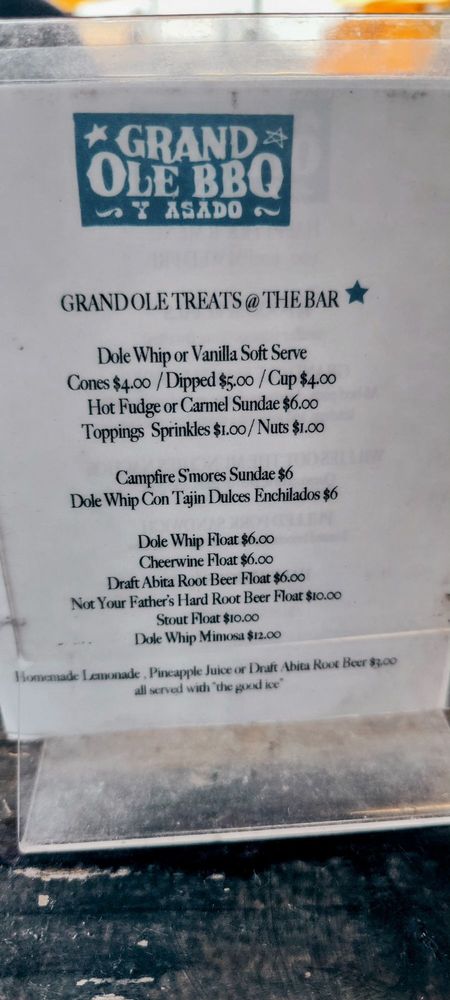 GRAND
OLE BBQ
Y ASADO
GRAND OLE TREATS @ THE BAR
Dole Whip or Vanilla Soft Serve
Cones $4.00 / Dipped $5.00 / Cup $4.00
Hot Fudge or Carmel Sundae $6.00
Toppings Sprinkles $1.00/ Nuts $1.00
Campfire S'mores Sundae $6
Dole Whip Con Tajin Dulces Enchilados $6
Dole Whip Float $6.00
Cheerwine Float $6.00
Draft Abita Root Beer Float $6.00
Not Your Father's Hard Root Beer Float $10.00
Stout Float $10.00
Dole Whip Mimosa $12.00
Homemade Lemonade , Pineapple Juice or Draft Abita Root Beer $3.00
all served with "the good ice"